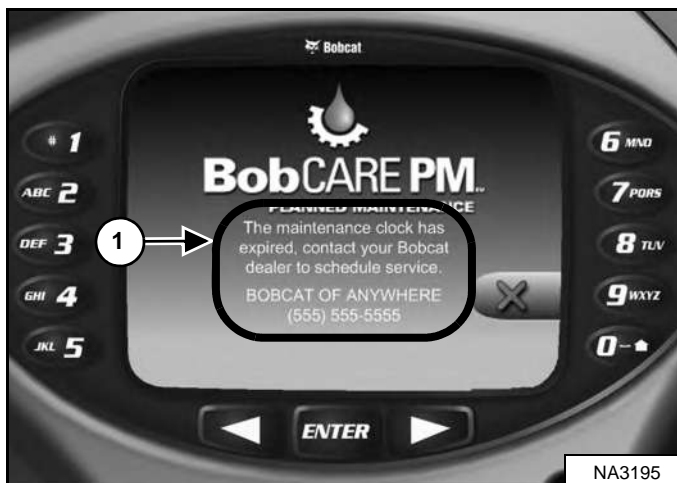 Bobcat
# 1
ABC 2
DEF 3
GHI 4
JKL 5
BobCARE PM
PLANNED MAINTENANCE
The maintenance clock has
expired, contact your Bobcat
dealer to schedule service.
BOBCAT OF ANYWHERE
(555) 555-5555
1
6 MNO
7 PQRS
8 TUV
9 WXYZ
0
ENTER
NA3195